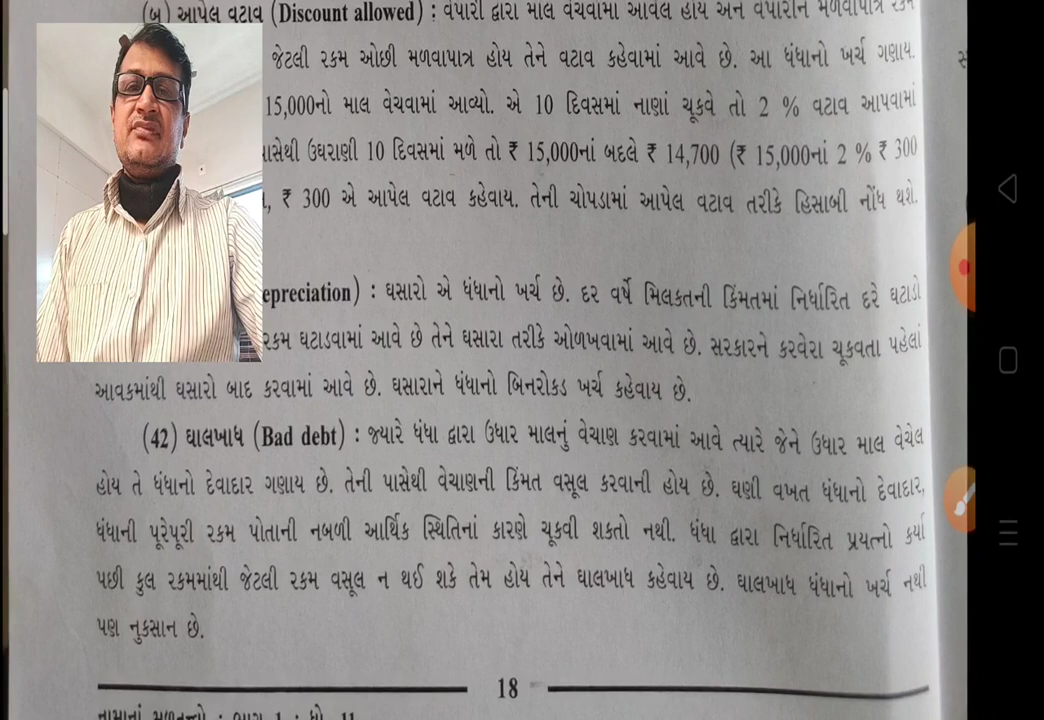 (બ) આપેલ વટાવ (Discount allowed) : વેપારી દ્વારા માલ વેચવામાં આવેલ હોય અને વેપારીને મળવાપાત્ર રકમ
જેટલી રકમ ઓછી મળવાપાત્ર હોય તેને વટાવ કહેવામાં આવે છે. આ ધંધાનો ખર્ચ ગણાય.
15,000નો માલ વેચવામાં આવ્યો. એ 10 દિવસમાં નાણાં ચૂકવે તો 2 % વટાવ આપવામાં
ઉઘરાણી 10 દિવસમાં મળે તો ₹ 15,000નાં બદલે ₹ 14,700 (₹ 15,000નાં 2 % ₹ 300
₹ 300 એ આપેલ વટાવ કહેવાય. તેની ચોપડામાં આપેલ વટાવ તરીકે હિસાબી નોંધ થશે.
epreciation) : ઘસારો એ ધંધાનો ખર્ચ છે. દર વર્ષે મિલકતની કિંમતમાં નિર્ધારિત દરે ઘટાડો
રકમ ઘટાડવામાં આવે છે તેને ઘસારા તરીકે ઓળખવામાં આવે છે. સરકારને કરવેરા ચૂકવતા પહેલાં
આવકમાંથી ઘસારો બાદ કરવામાં આવે છે. ઘસારાને ધંધાનો બિનરોકડ ખર્ચ કહેવાય છે.
(42) ઘાલખાધ (Bad debt) : જ્યારે ધંધા દ્વારા ઉધાર માલનું વેચાણ કરવામાં આવે ત્યારે જેને ઉધાર માલ વેચેલ
હોય તે ધંધાનો દેવાદાર ગણાય છે. તેની પાસેથી વેચાણની કિંમત વસૂલ કરવાની હોય છે. ઘણી વખત ધંધાનો દેવાદાર,
ધંધાની પૂરેપૂરી રકમ પોતાની નબળી આર્થિક સ્થિતિનાં કારણે ચૂકવી શકતો નથી. ધંધા દ્વારા નિર્ધારિત પ્રયત્નો કર્યા
પછી કુલ રકમમાંથી જેટલી રકમ વસૂલ ન થઈ શકે તેમ હોય તેને ઘાલખાધ કહેવાય છે. ઘાલખાધ ધંધાનો ખર્ચ નથી
પણ નુકસાન છે.
18